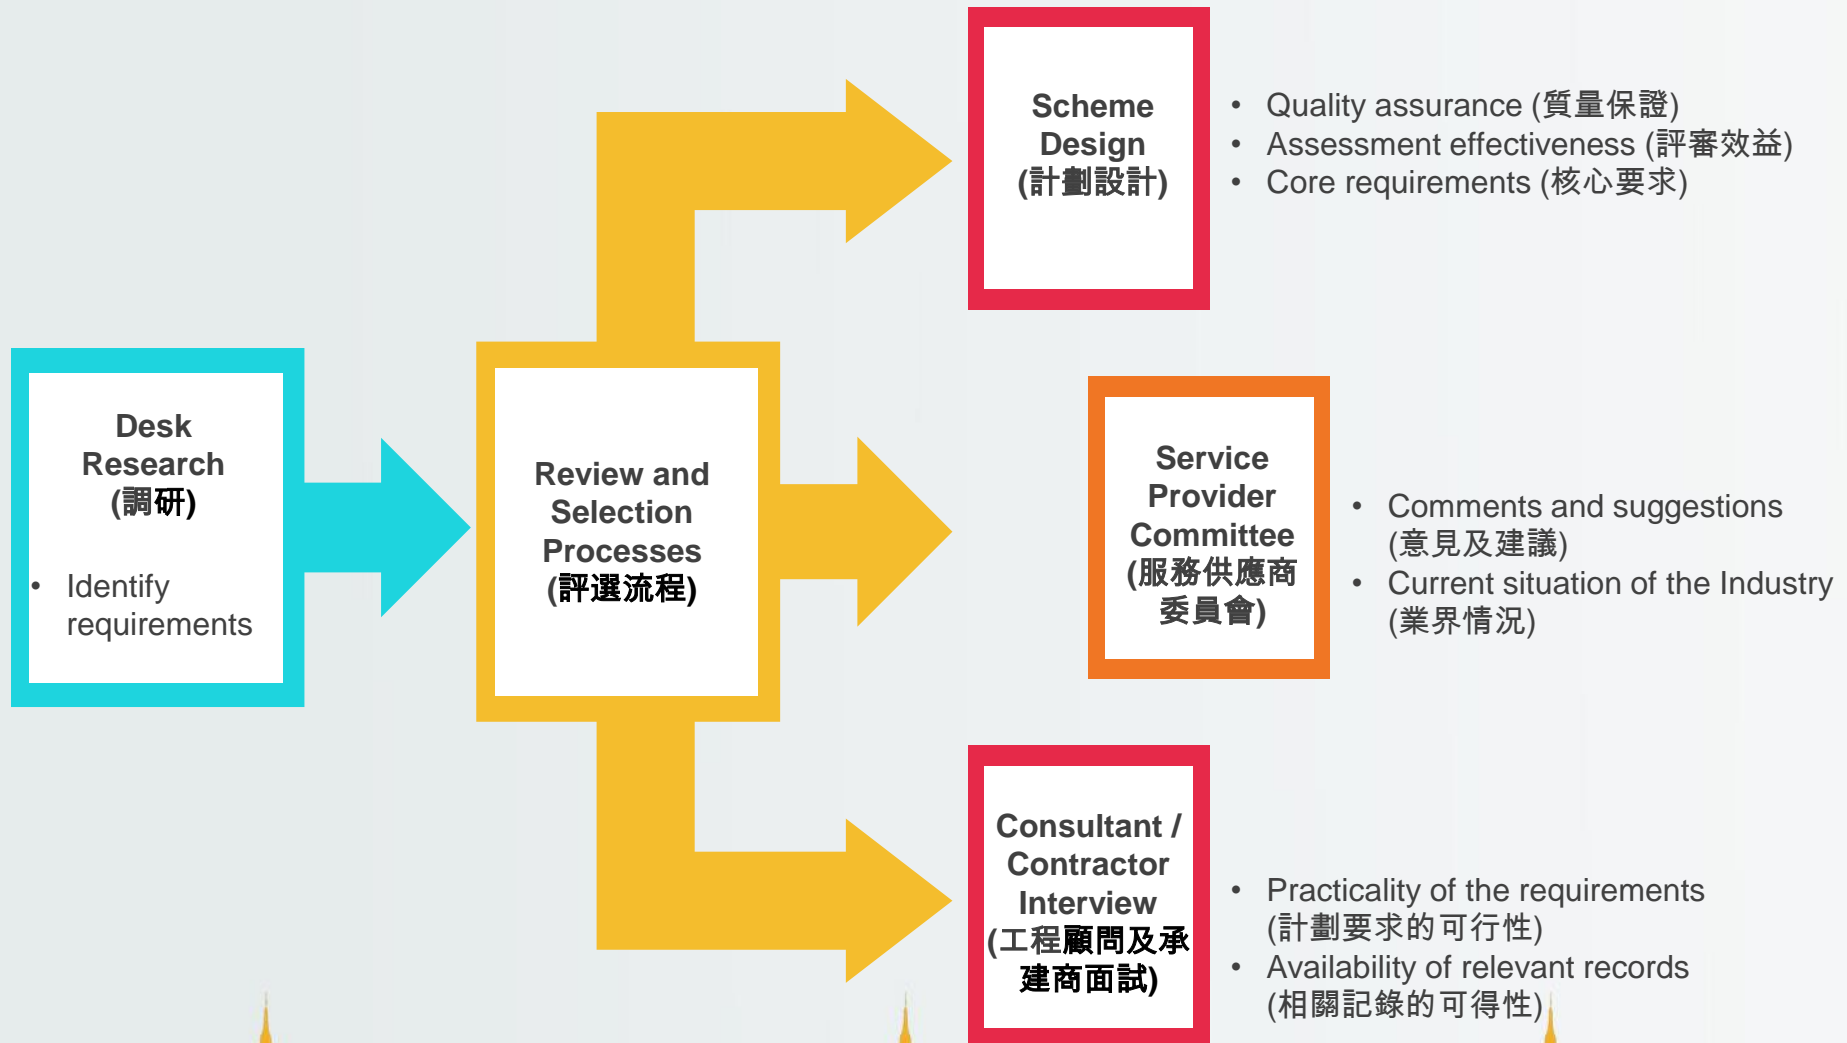 Desk
Research
(調研)
• Identify
requirements
Review and
Selection
Processes
(評選流程)
Scheme
Design
(計劃設計)
• Quality assurance (質量保證)
• Assessment effectiveness (評審效益)
• Core requirements (核心要求)
Service
Provider
Committee
(服務供應商
委員會)
• Comments and suggestions
(意見及建議)
• Current situation of the Industry
(業界情況)
Consultant /
Contractor
Interview
(工程顧問及承
建商面試)
• Practicality of the requirements
(計劃要求的可行性)
• Availability of relevant records
(相關記錄的可得性)